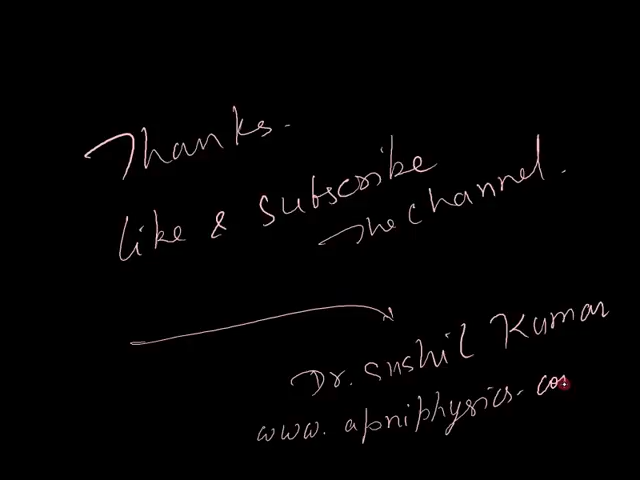 Thanks.
like & Subscribe
The Channel.
Dr. Sushil Kumar
www.apniphysics.co